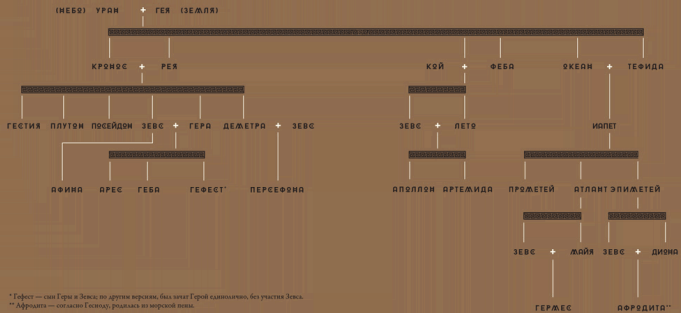 (НЕБО) УРАН + ГЕЯ (ЗЕМЛЯ)
КРОНОС + РЕЯ КОЙ + ФЕБА ОКЕАН + ТЕФИДА
ГЕСТИЯ ПЛУТОН ПОСЕЙДОН ЗЕВС + ГЕРА ДЕМЕТРА + ЗЕВС ЗЕВС + ЛЕТО ИАПЕТ
АФИНА АРЕС ГЕБА ГЕФЕСТ* ПЕРСЕФОНА АПОЛЛОН АРТЕМИДА ПРОМЕТЕЙ АТЛАНТ ЭПИМЕТЕЙ
ЗЕВС + МАЙЯ ЗЕВС + ДИОНА
* Гефест — сын Геры и Зевса; по другим версиям, был зачат Герой единолично, без участия Зевса.
** Афродита — согласно Гесиоду, родилась из морской пены.
ГЕРМЕС АФРОДИТА**